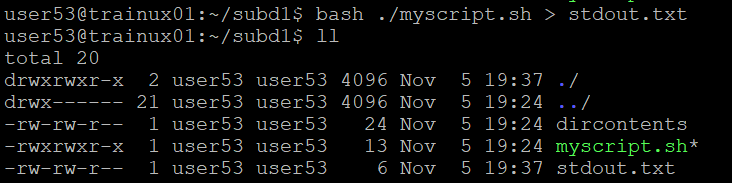 user53@trainux01:~/subd1$ bash ./myscript.sh > stdout.txt
user53@trainux01:~/subd1$ ll
total 20
drwxrwxr-x  2 user53 user53 4096 Nov  5 19:37 ./
drwx------ 21 user53 user53 4096 Nov  5 19:24 ../
-rw-rw-r--  1 user53 user53   24 Nov  5 19:24 dircontents
-rwxrwxr-x  1 user53 user53   13 Nov  5 19:24 myscript.sh*
-rw-rw-r--  1 user53 user53    6 Nov  5 19:37 stdout.txt